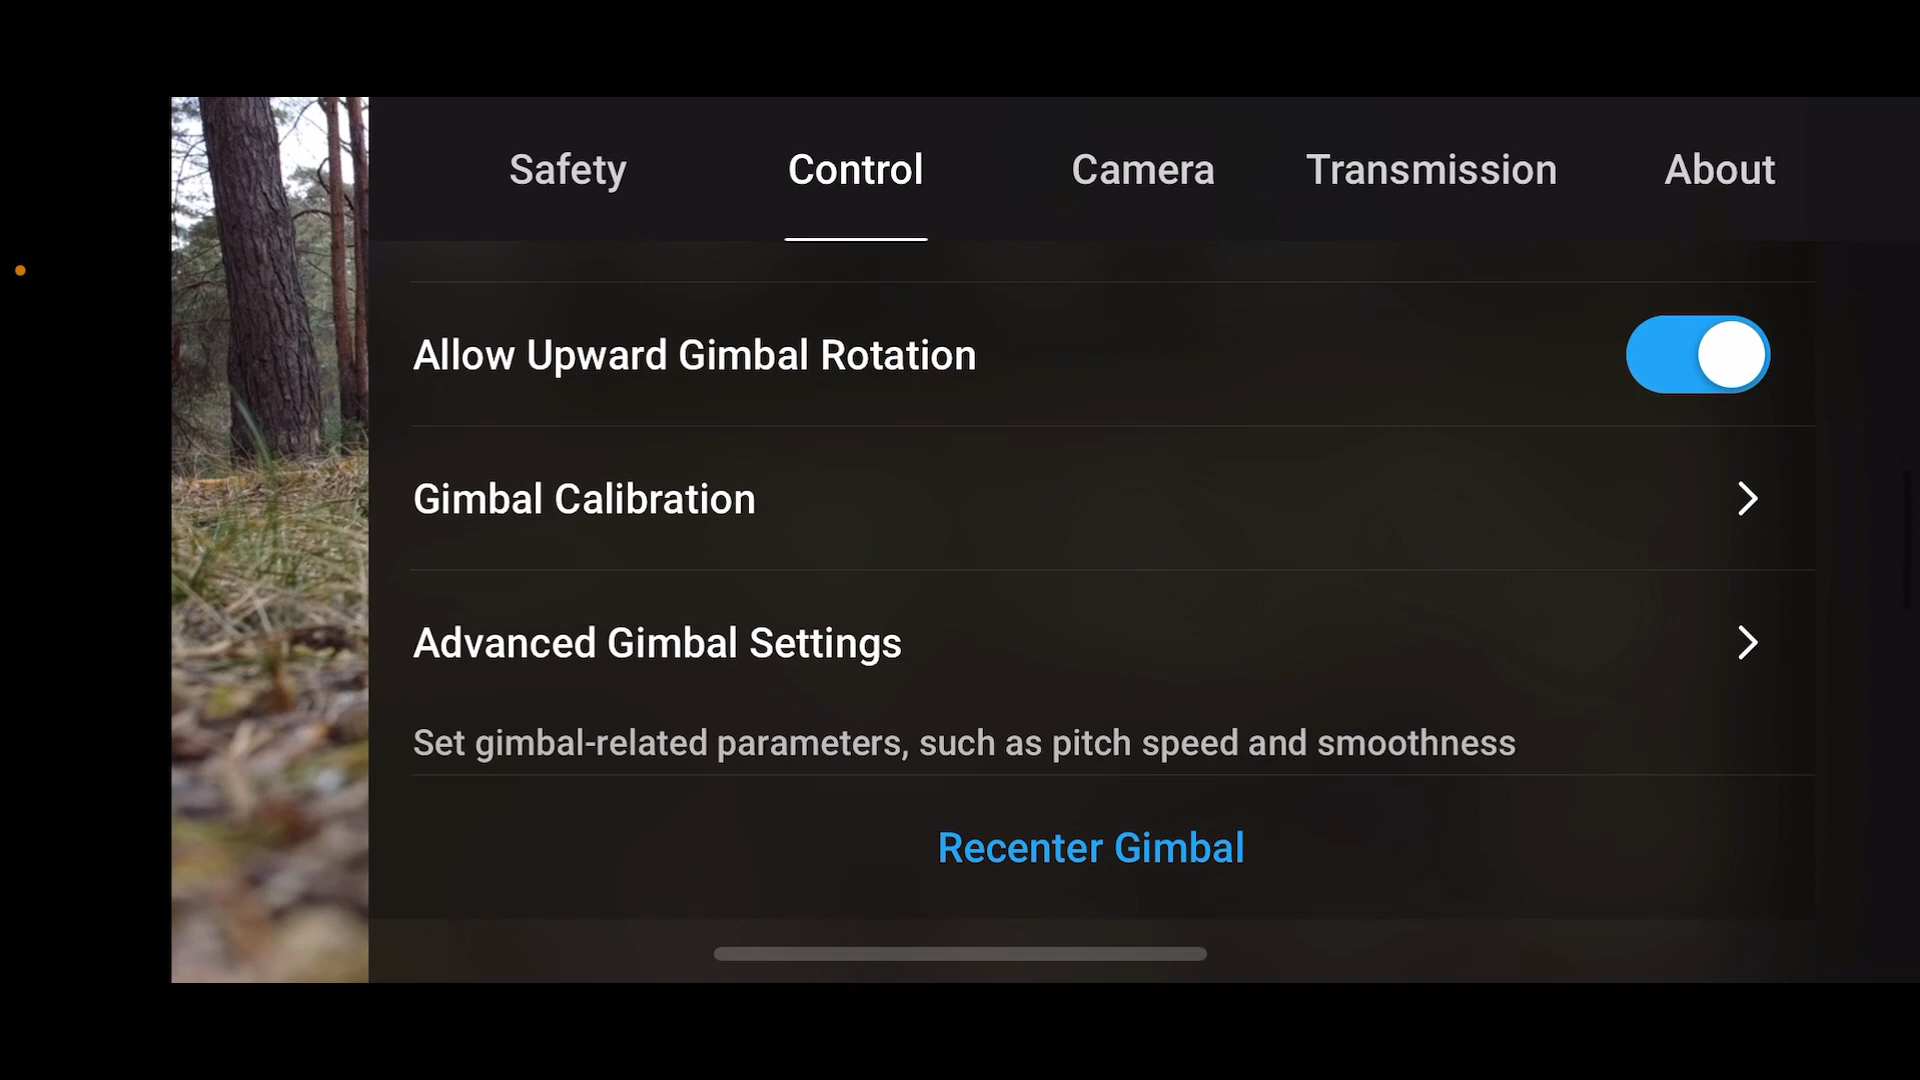 Safety Control Camera Transmission About
Allow Upward Gimbal Rotation
Gimbal Calibration
Advanced Gimbal Settings
Set gimbal-related parameters, such as pitch speed and smoothness
Recenter Gimbal